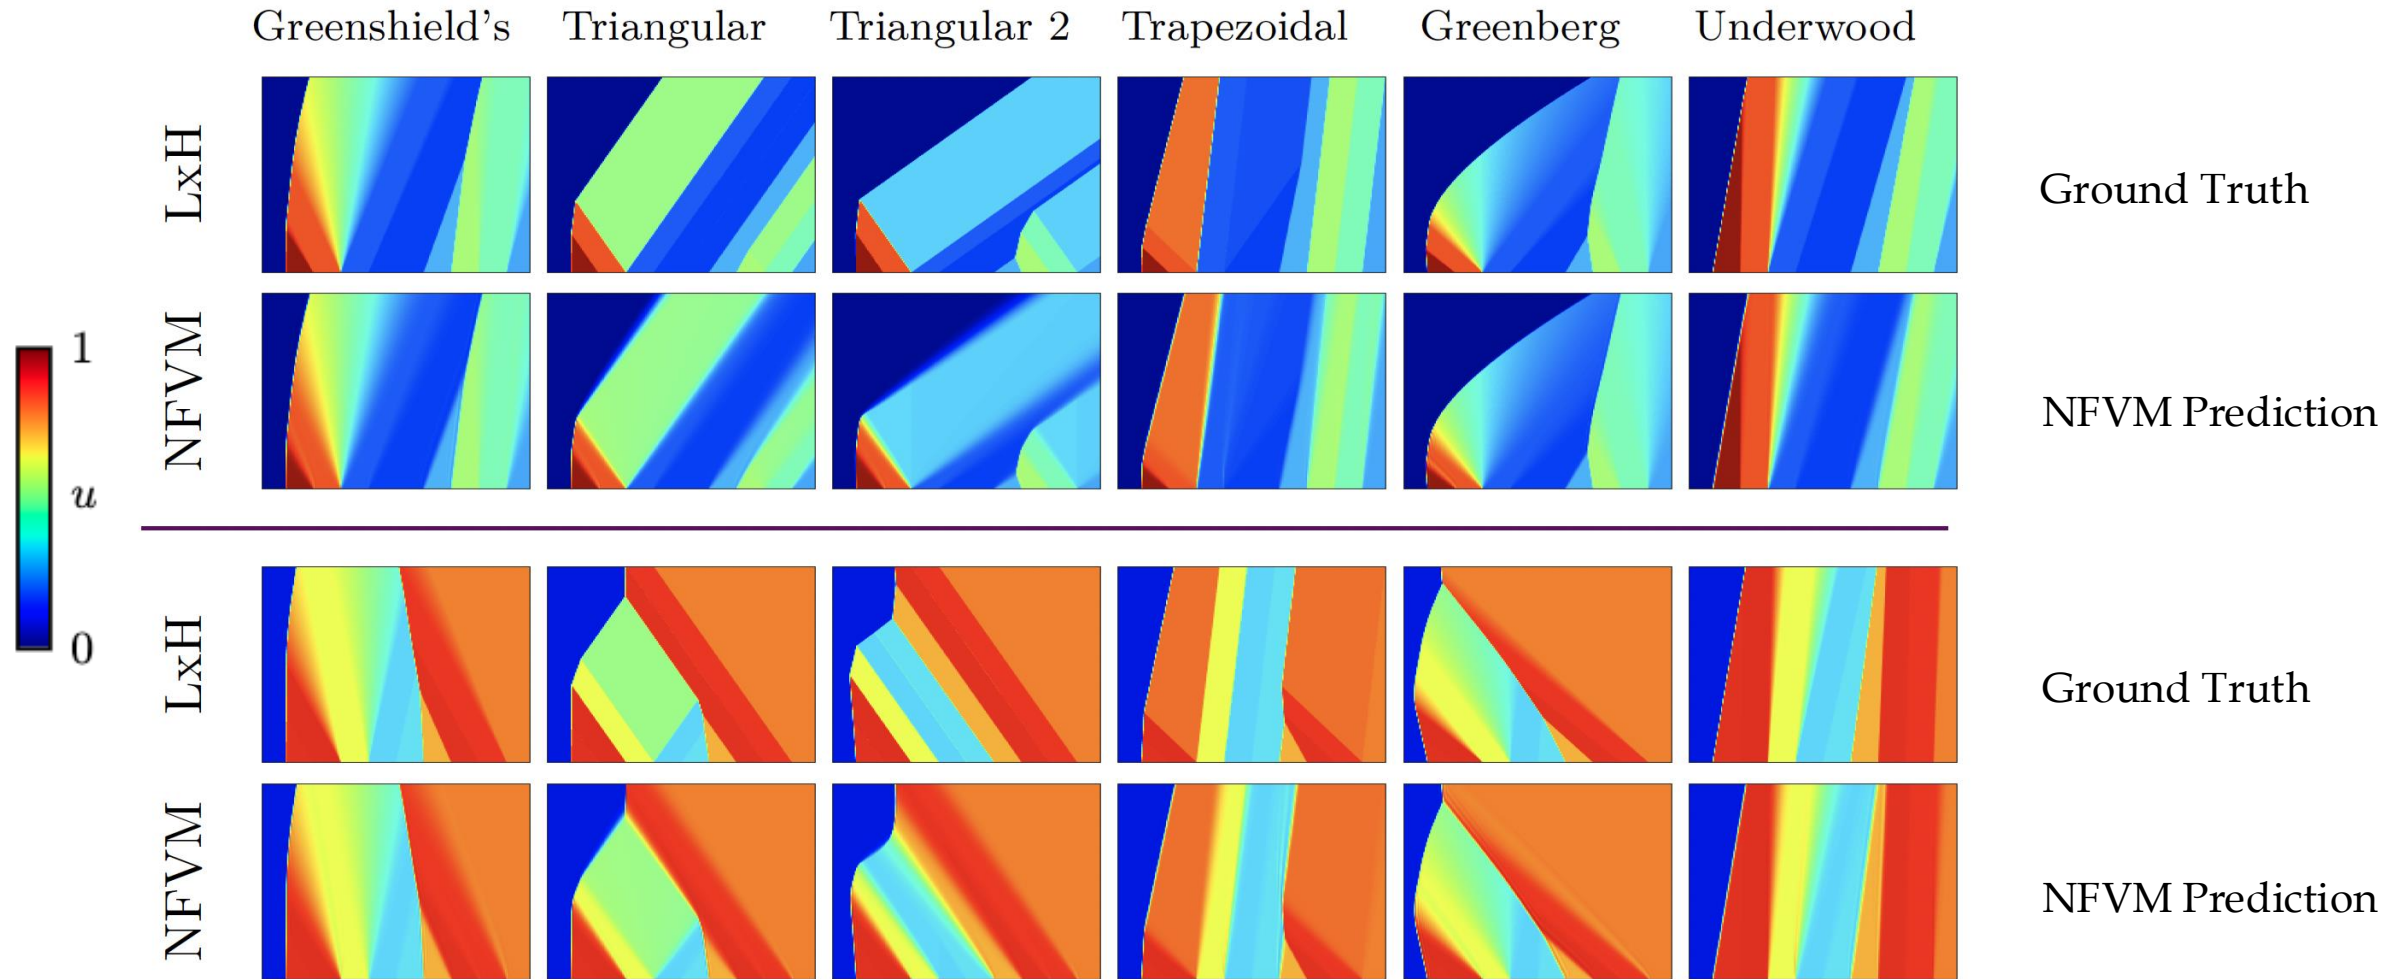 Greenshield's Triangular Triangular 2 Trapezoidal Greenberg Underwood
LxH
Ground Truth
NFVM
NFVM Prediction
1
u
0
LxH
Ground Truth
NFVM
NFVM Prediction